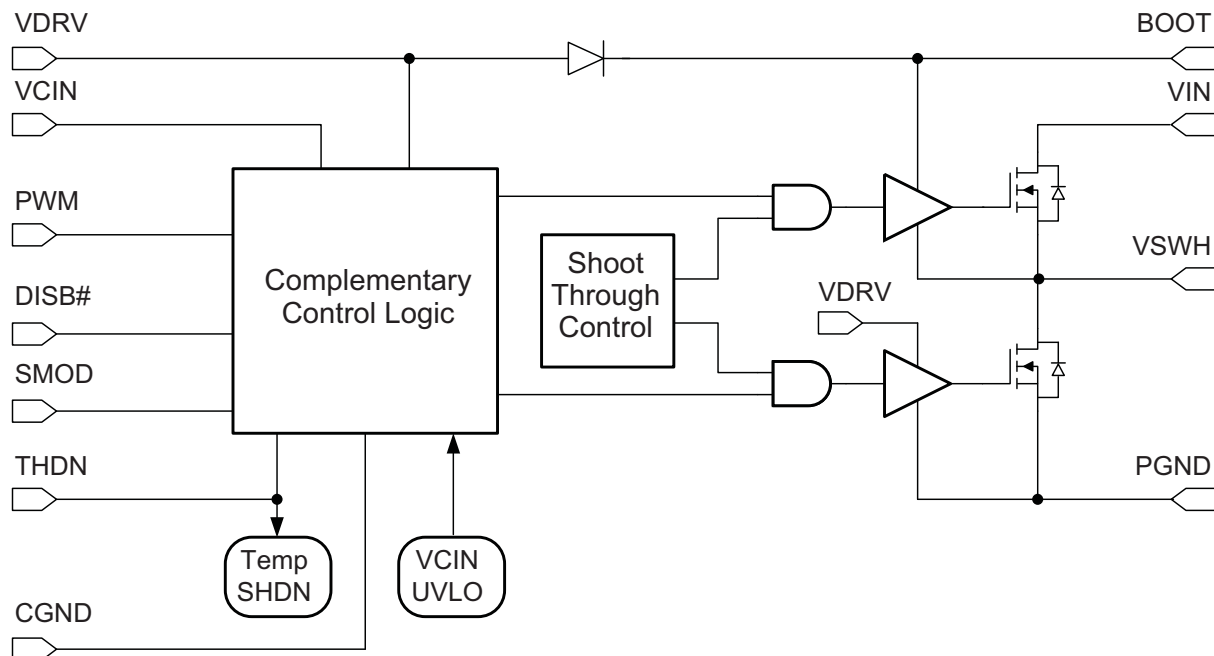 VDRV
BOOT
VCIN
VIN
PWM
Complementary
Control Logic
Shoot
Through
Control
VSWH
DISB#
VDRV
SMOD
THDN
PGND
Temp
SHDN
VCIN
UVLO
CGND